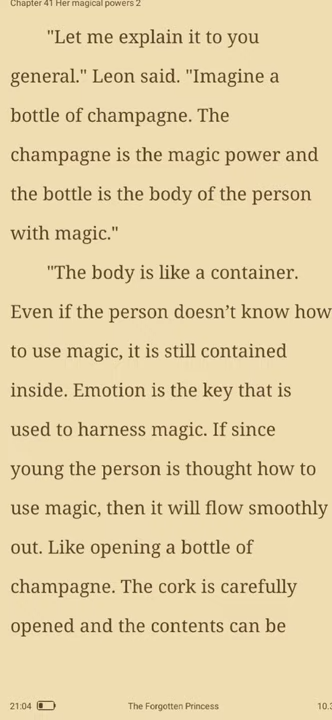 Chapter 41 Her magical powers 2
"Let me explain it to you
general." Leon said. "Imagine a
bottle of champagne. The
champagne is the magic power and
the bottle is the body of the person
with magic."
"The body is like a container.
Even if the person doesn’t know how
to use magic, it is still contained
inside. Emotion is the key that is
used to harness magic. If since
young the person is thought how to
use magic, then it will flow smoothly
out. Like opening a bottle of
champagne. The cork is carefully
opened and the contents can be
21:04 The Forgotten Princess